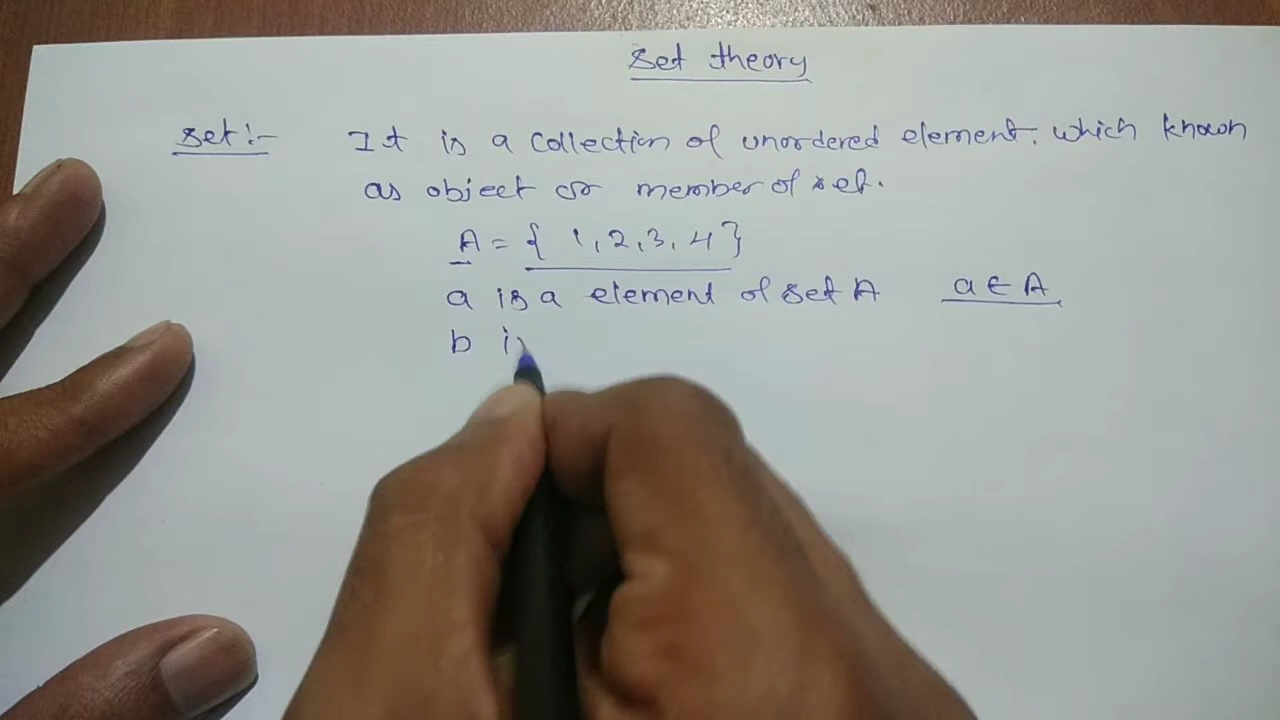 Set theory
Set:- It is a collection of unordered element. which known
as object or member of set.
A = { 1, 2, 3, 4 }
a is a element of set A a ∈ A
b is